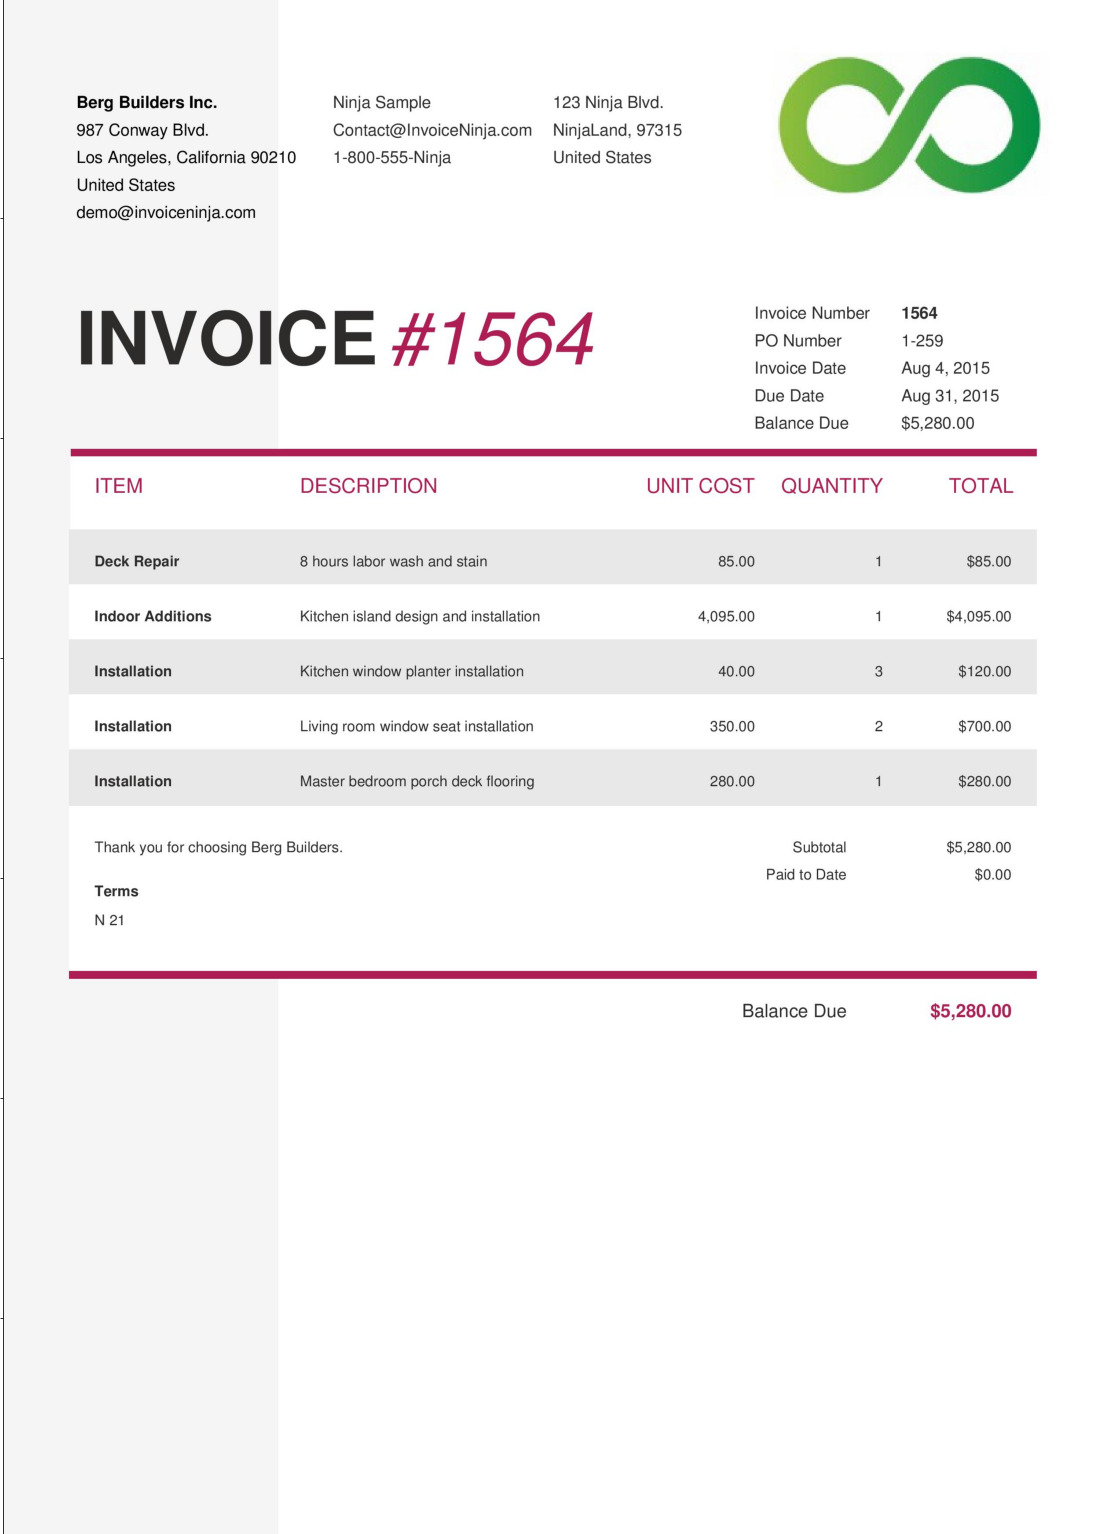 Berg Builders Inc.
987 Conway Blvd.
Los Angeles, California 90210
United States
demo@invoiceninja.com
Ninja Sample
Contact@InvoiceNinja.com
1-800-555-Ninja
123 Ninja Blvd.
NinjaLand, 97315
United States
INVOICE #1564
Invoice Number 1564
PO Number 1-259
Invoice Date Aug 4, 2015
Due Date Aug 31, 2015
Balance Due $5,280.00
ITEM DESCRIPTION UNIT COST QUANTITY TOTAL
Deck Repair 8 hours labor wash and stain 85.00 1 $85.00
Indoor Additions Kitchen island design and installation 4,095.00 1 $4,095.00
Installation Kitchen window planter installation 40.00 3 $120.00
Installation Living room window seat installation 350.00 2 $700.00
Installation Master bedroom porch deck flooring 280.00 1 $280.00
Thank you for choosing Berg Builders. Subtotal $5,280.00
Paid to Date $0.00
Terms
N 21
Balance Due $5,280.00